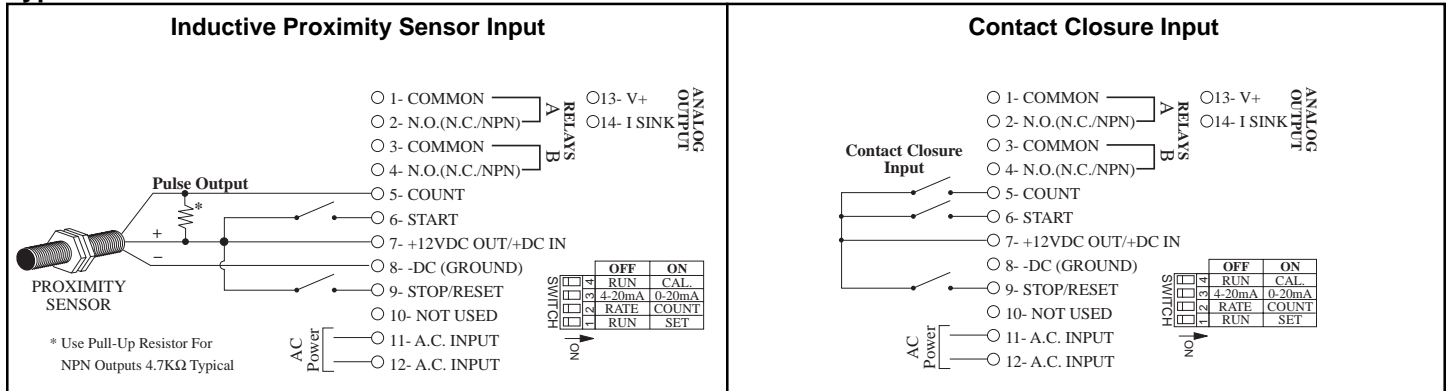 Inductive Proximity Sensor Input
1- COMMON
2- N.O.(N.C./NPN)
3- COMMON
4- N.O.(N.C./NPN)
5- COUNT
6- START
7- +12VDC OUT/+DC IN
8- -DC (GROUND)
9- STOP/RESET
10- NOT USED
11- A.C. INPUT
12- A.C. INPUT
A
B
RELAYS
13- V+
14- I SINK
ANALOG
OUTPUT
Pulse Output
*
+
–
PROXIMITY
SENSOR
* Use Pull-Up Resistor For
NPN Outputs 4.7KΩ Typical
AC
Power
SWITCH
OFF ON
4 RUN CAL.
3 4-20mA 0-20mA
2 RATE COUNT
1 RUN SET
ON
Contact Closure Input
1- COMMON
2- N.O.(N.C./NPN)
3- COMMON
4- N.O.(N.C./NPN)
5- COUNT
6- START
7- +12VDC OUT/+DC IN
8- -DC (GROUND)
9- STOP/RESET
10- NOT USED
11- A.C. INPUT
12- A.C. INPUT
A
B
RELAYS
13- V+
14- I SINK
ANALOG
OUTPUT
Contact Closure
Input
AC
Power
SWITCH
OFF ON
4 RUN CAL.
3 4-20mA 0-20mA
2 RATE COUNT
1 RUN SET
ON